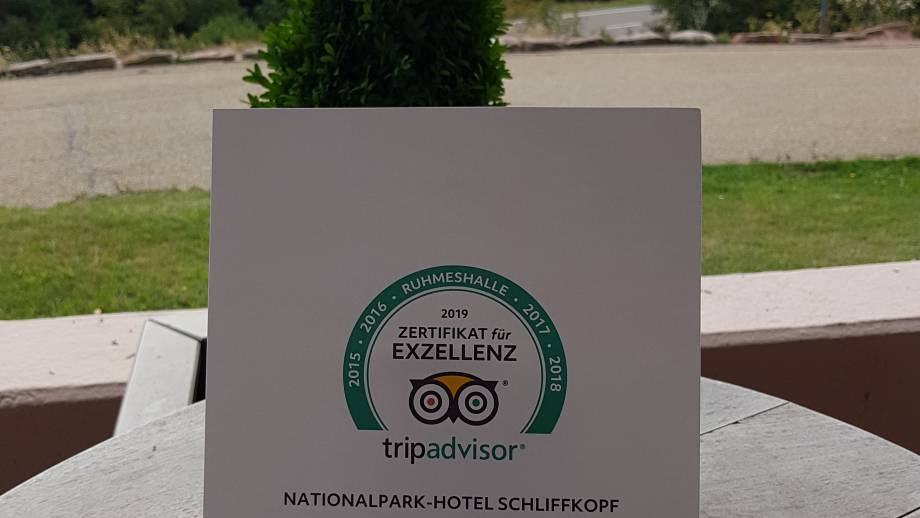 2015 · 2016 · RUHMESHALLE · 2017 · 2018
2019
ZERTIFIKAT für
EXZELLENZ
®
tripadvisor®
NATIONALPARK-HOTEL SCHLIFFKOPF